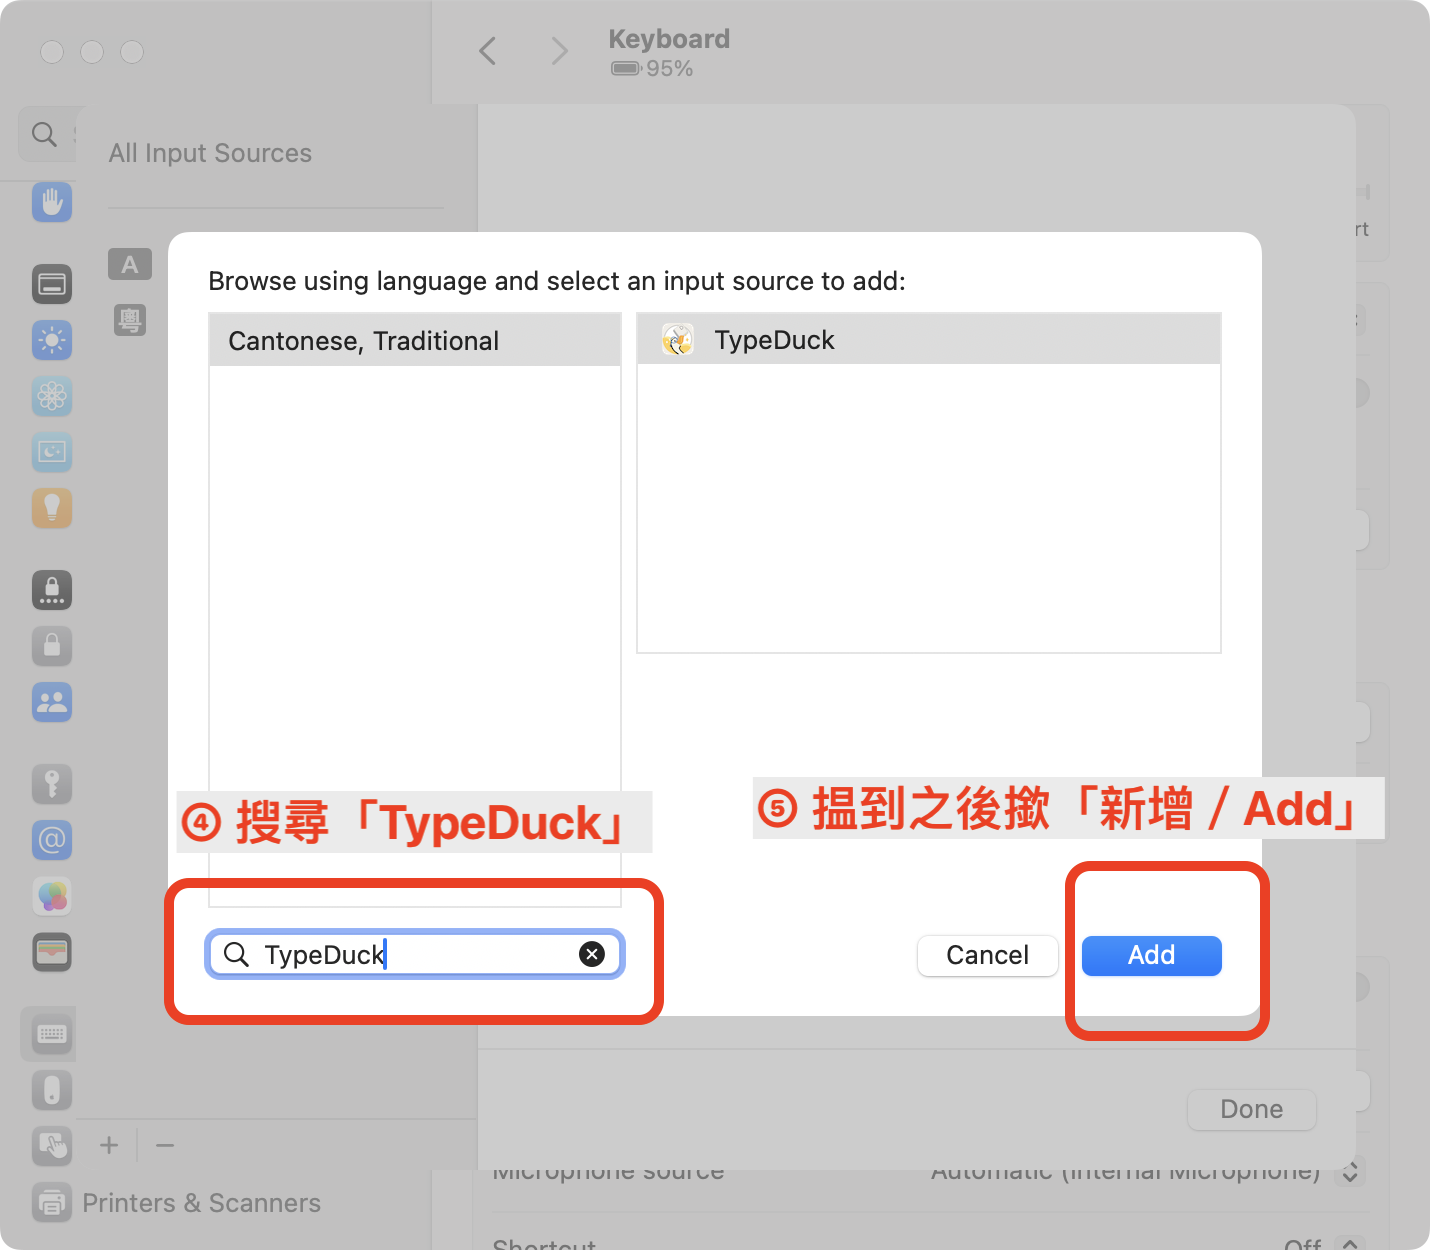 Keyboard
95%
All Input Sources
A
粵
Browse using language and select an input source to add:
Cantonese, Traditional
TypeDuck
④ 搜尋「TypeDuck」
⑤ 揾到之後撳「新增 / Add」
TypeDuck
Cancel
Add
Done
Microphone source
Automatic (Internal Microphone)
Printers & Scanners
Shortcut
Off